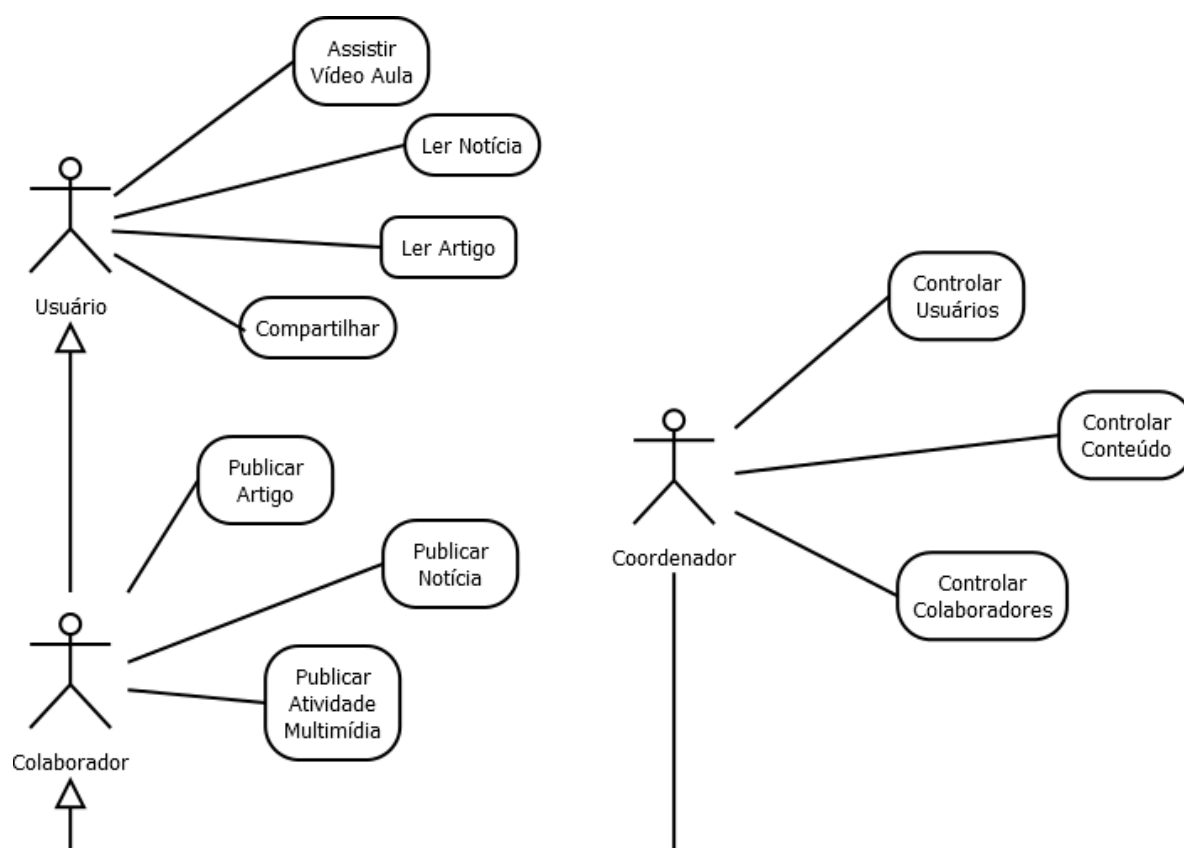 Assistir
Vídeo Aula
Ler Notícia
Ler Artigo
Usuário
Compartilhar
Controlar
Usuários
Controlar
Conteúdo
Publicar
Artigo
Publicar
Notícia
Coordenador
Controlar
Colaboradores
Publicar
Atividade
Multimídia
Colaborador